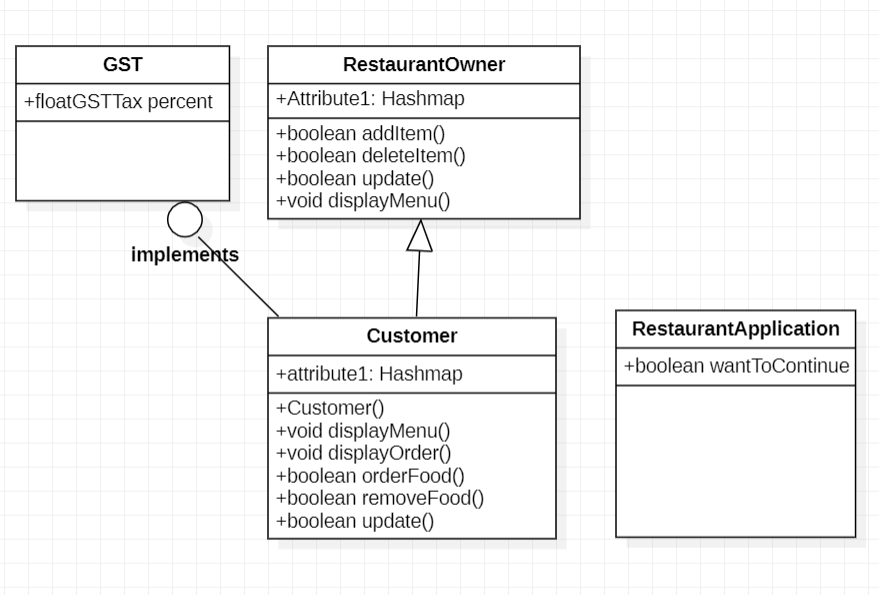 GST
+floatGSTTax percent
RestaurantOwner
+Attribute1: Hashmap
+boolean addItem()
+boolean deleteItem()
+boolean update()
+void displayMenu()
implements
Customer
+attribute1: Hashmap
+Customer()
+void displayMenu()
+void displayOrder()
+boolean orderFood()
+boolean removeFood()
+boolean update()
RestaurantApplication
+boolean wantToContinue